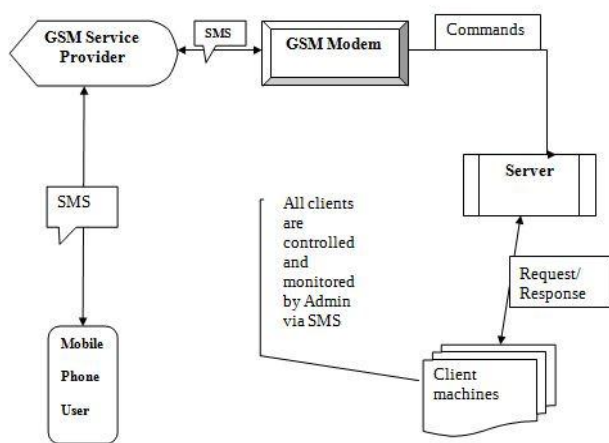 GSM Service
Provider
SMS
GSM Modem
Commands
Server
SMS
All clients
are
controlled
and
monitored
by Admin
via SMS
Request/
Response
Mobile
Phone
User
Client
machines